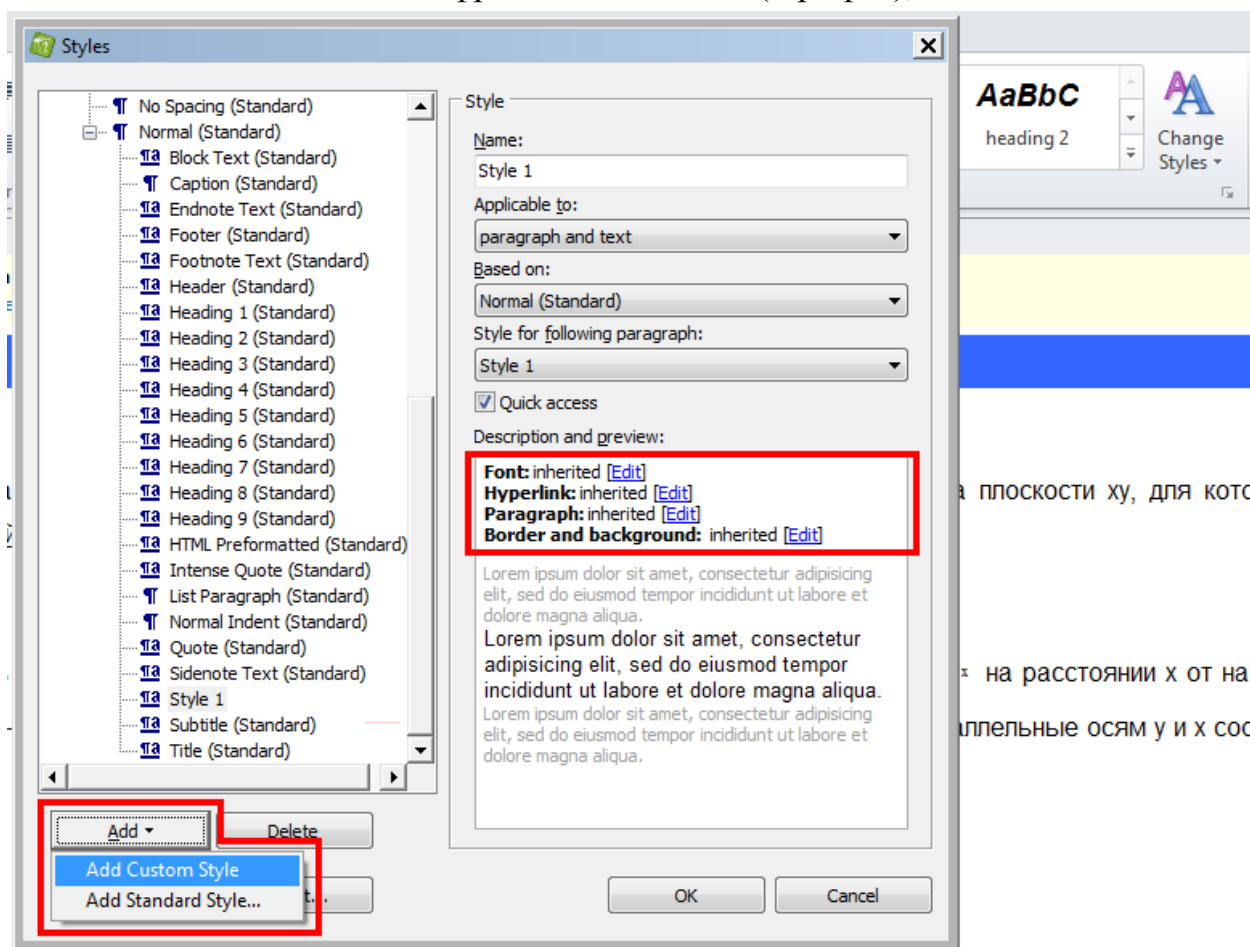 Styles
No Spacing (Standard)
Normal (Standard)
Block Text (Standard)
Caption (Standard)
Endnote Text (Standard)
Footer (Standard)
Footnote Text (Standard)
Header (Standard)
Heading 1 (Standard)
Heading 2 (Standard)
Heading 3 (Standard)
Heading 4 (Standard)
Heading 5 (Standard)
Heading 6 (Standard)
Heading 7 (Standard)
Heading 8 (Standard)
Heading 9 (Standard)
HTML Preformatted (Standard)
Intense Quote (Standard)
List Paragraph (Standard)
Normal Indent (Standard)
Quote (Standard)
Sidenote Text (Standard)
Style 1
Subtitle (Standard)
Title (Standard)
Add
Delete
Add Custom Style
Add Standard Style...
Style
Name:
Style 1
Applicable to:
paragraph and text
Based on:
Normal (Standard)
Style for following paragraph:
Style 1
Quick access
Description and preview:
Font: inherited [Edit]
Hyperlink: inherited [Edit]
Paragraph: inherited [Edit]
Border and background: inherited [Edit]
Lorem ipsum dolor sit amet, consectetur adipisicing
elit, sed do eiusmod tempor incididunt ut labore et
dolore magna aliqua.
Lorem ipsum dolor sit amet, consectetur
adipisicing elit, sed do eiusmod tempor
incididunt ut labore et dolore magna aliqua.
Lorem ipsum dolor sit amet, consectetur adipisicing
elit, sed do eiusmod tempor incididunt ut labore et
dolore magna aliqua.
OK
Cancel
AaBbC
heading 2
Change
Styles
плоскости xy, для
x на расстоянии x от
осям y и x